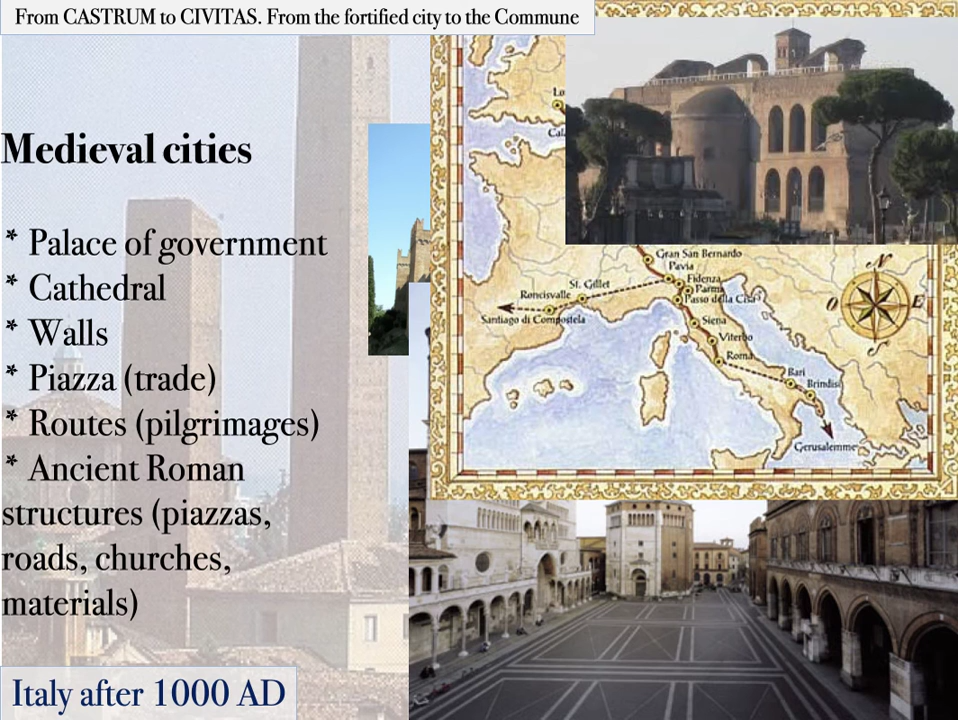 From CASTRUM to CIVITAS. From the fortified city to the Commune
Medieval cities
* Palace of government
* Cathedral
* Walls
* Piazza (trade)
* Routes (pilgrimages)
* Ancient Roman
structures (piazzas,
roads, churches,
materials)
Italy after 1000 AD
Lo
Cal
Gran San Bernardo
Pavia
Fidenza
Parma
Passo della Cisa
St. Gillet
Roncisvalle
Santiago di Compostela
Siena
Viterbo
Roma
Bari
Brindisi
Gerusalemme
N
O
E
S